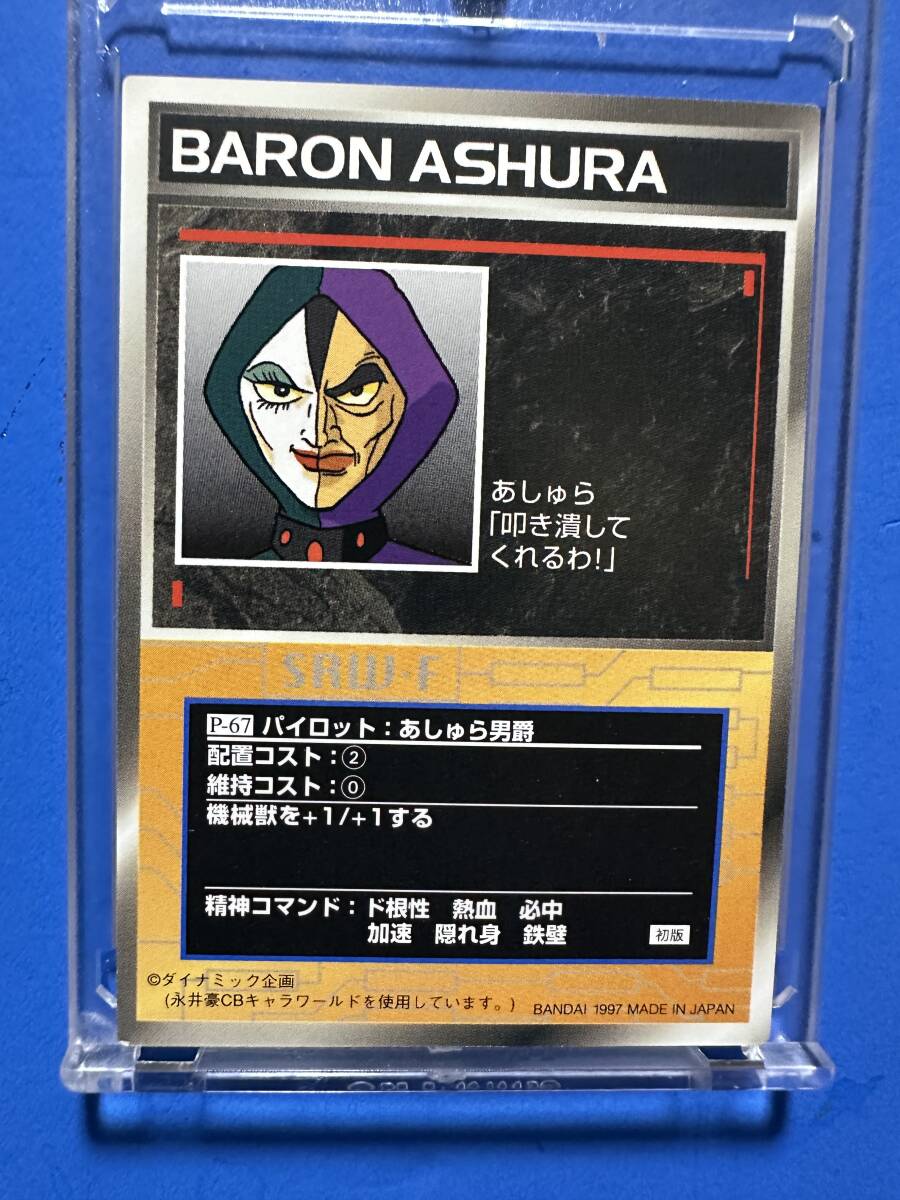 BARON ASHURA
あしゅら
「叩き潰して
くれるわ!」
SRW·F
P-67 パイロット：あしゅら男爵
配置コスト：②
維持コスト：⓪
機械獣を+1/+1する
精神コマンド：ド根性　熱血　必中
加速　隠れ身　鉄壁
初版
©ダイナミック企画
(永井豪CBキャラワールドを使用しています。)
BANDAI 1997 MADE IN JAPAN